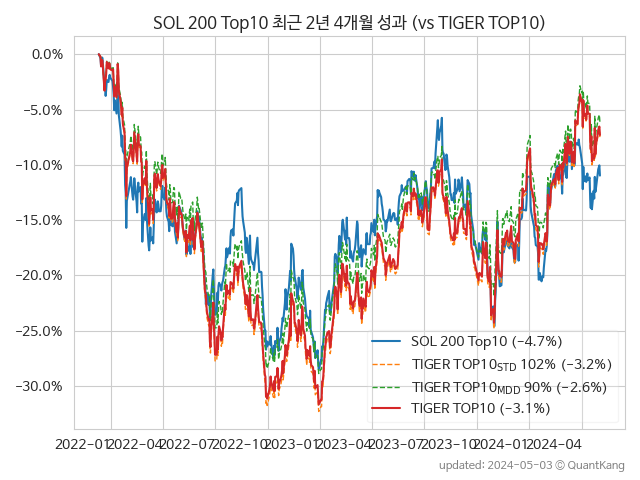 SOL 200 Top10 최근 2년 4개월 성과 (vs TIGER TOP10)
0.0%
−5.0%
−10.0%
−15.0%
−20.0%
−25.0%
−30.0%
SOL 200 Top10 (−4.7%)
TIGER TOP10STD 102% (−3.2%)
TIGER TOP10MDD 90% (−2.6%)
TIGER TOP10 (−3.1%)
2022-01 2022-04 2022-07 2022-10 2023-01 2023-04 2023-07 2023-10 2024-01 2024-04
updated: 2024-05-03 © QuantKang